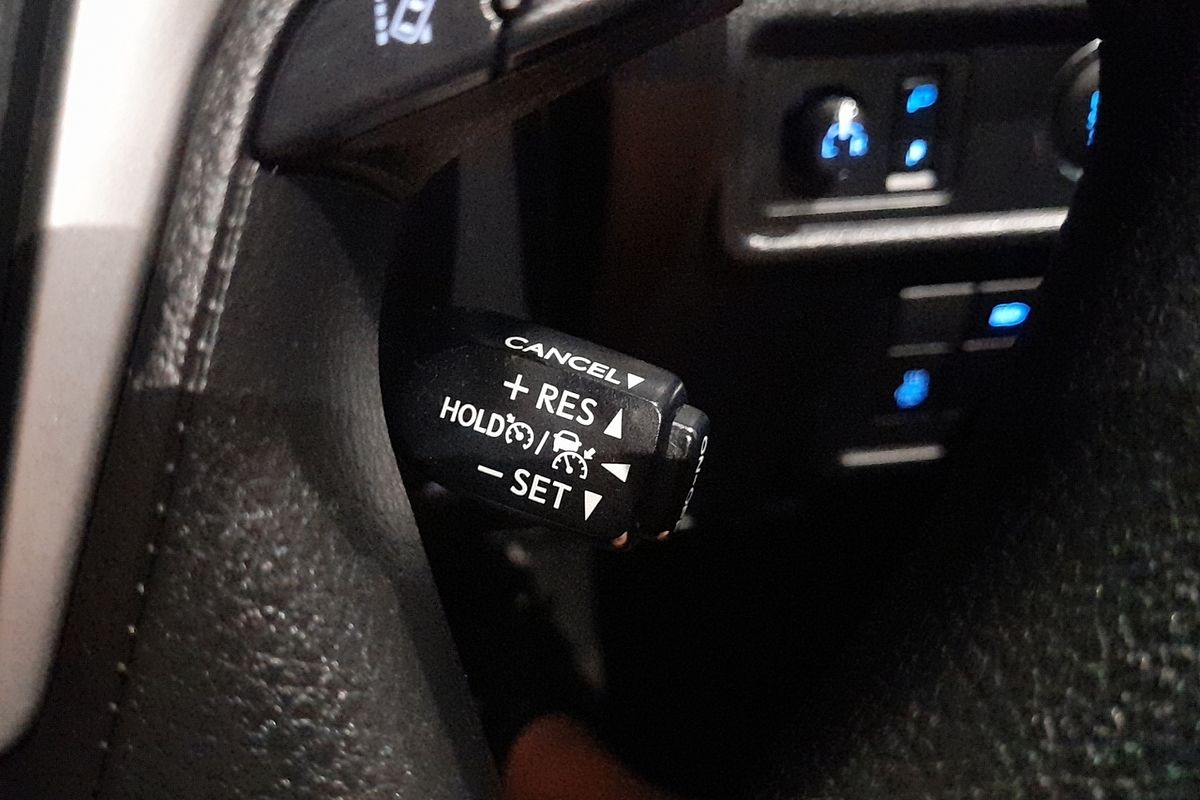 CANCEL▼
+ RES ▲
HOLD / ◀
− SET ▼